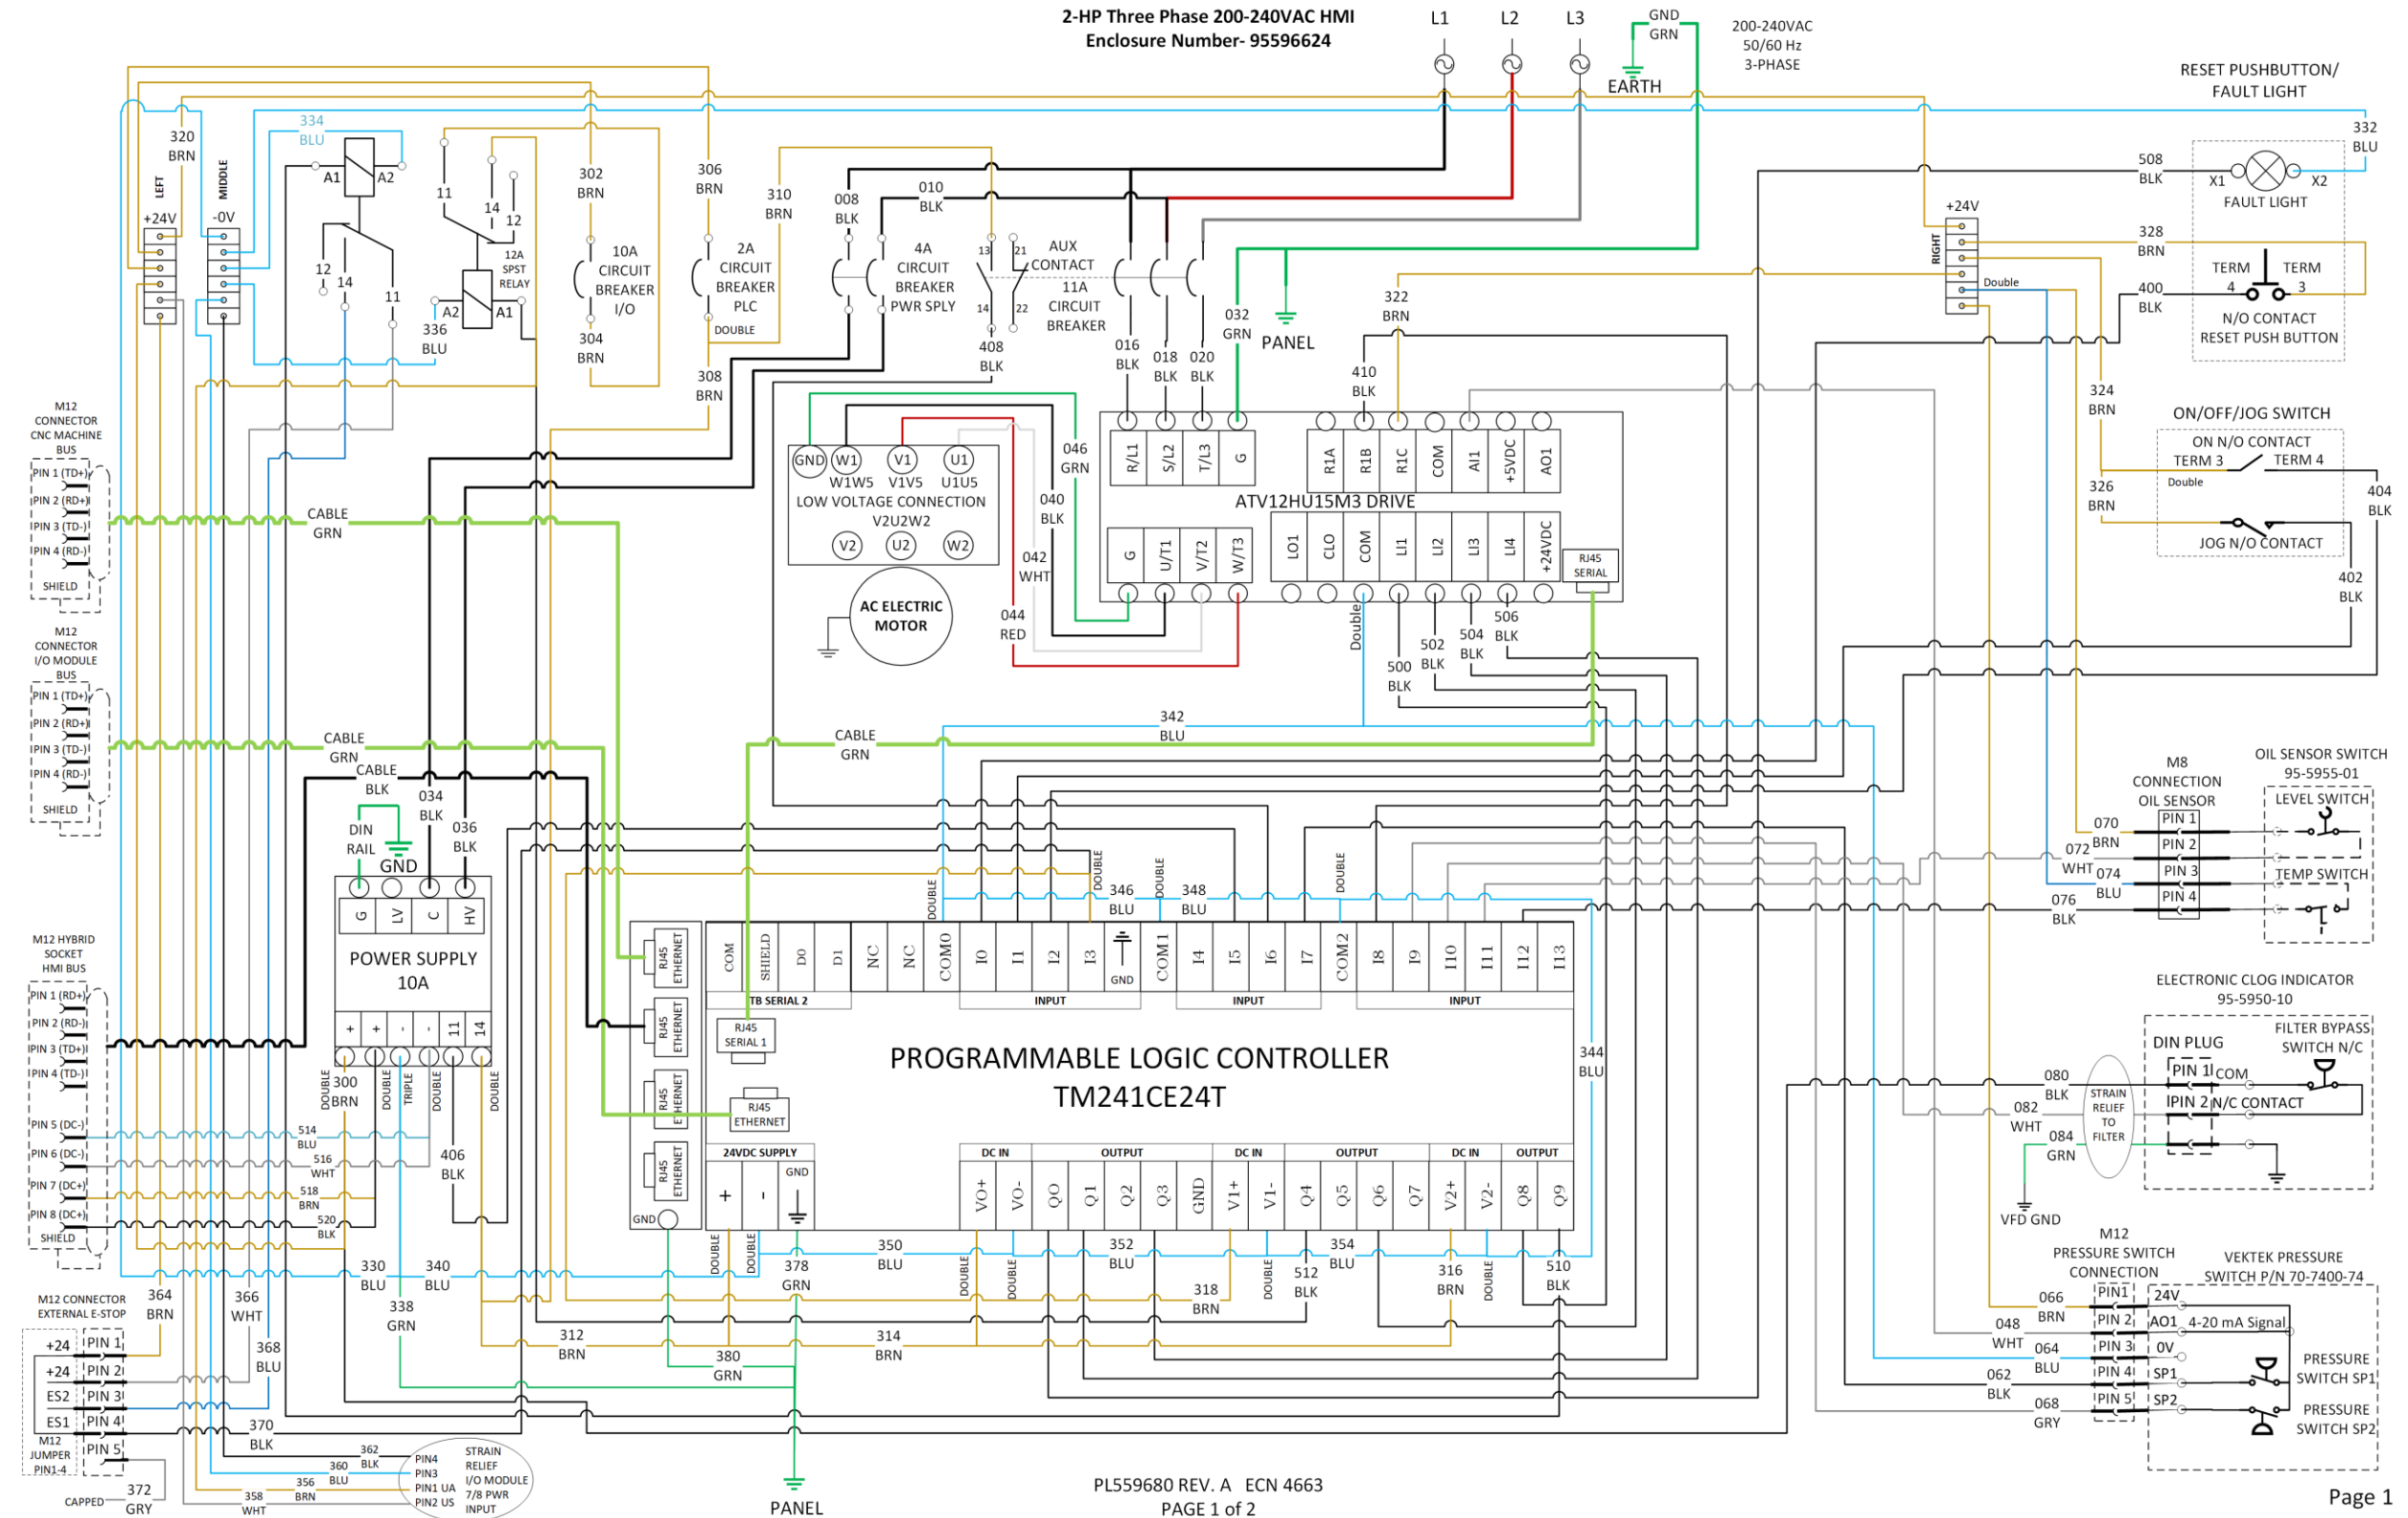 2-HP Three Phase 200-240VAC HMI
Enclosure Number- 95596624
L1
L2
L3
GND
GRN
EARTH
200-240VAC
50/60 Hz
3-PHASE
RESET PUSHBUTTON/
FAULT LIGHT
332
BLU
508
BLK
X1
X2
FAULT LIGHT
328
BRN
TERM
4
TERM
3
400
BLK
N/O CONTACT
RESET PUSH BUTTON
+24V
RIGHT
Double
320
BRN
LEFT
+24V
MIDDLE
-0V
334
BLU
A1
A2
12
14
11
11
14
12
12A
SPST
RELAY
A2
A1
336
BLU
302
BRN
10A
CIRCUIT
BREAKER
I/O
304
BRN
306
BRN
2A
CIRCUIT
BREAKER
PLC
DOUBLE
308
BRN
310
BRN
008
BLK
010
BLK
4A
CIRCUIT
BREAKER
PWR SPLY
13
21
14
22
AUX
CONTACT
11A
CIRCUIT
BREAKER
408
BLK
016
BLK
018
BLK
020
BLK
032
GRN
PANEL
322
BRN
410
BLK
324
BRN
326
BRN
ON/OFF/JOG SWITCH
ON N/O CONTACT
TERM 3
TERM 4
Double
JOG N/O CONTACT
404
BLK
402
BLK
M12
CONNECTOR
CNC MACHINE
BUS
PIN 1 (TD+)
PIN 2 (RD+)
PIN 3 (TD-)
PIN 4 (RD-)
SHIELD
CABLE
GRN
M12
CONNECTOR
I/O MODULE
BUS
PIN 1 (TD+)
PIN 2 (RD+)
PIN 3 (TD-)
PIN 4 (RD-)
SHIELD
CABLE
GRN
CABLE
BLK
GND
W1
V1
U1
W1W5
V1V5
U1U5
LOW VOLTAGE CONNECTION
V2U2W2
V2
U2
W2
AC ELECTRIC
MOTOR
046
GRN
040
BLK
042
WHT
044
RED
R/L1
S/L2
T/L3
G
R1A
R1B
R1C
COM
AI1
+5VDC
AO1
ATV12HU15M3 DRIVE
G
U/T1
V/T2
W/T3
LO1
CLO
COM
LI1
LI2
LI3
LI4
+24VDC
RJ45
SERIAL
Double
500
BLK
502
BLK
504
BLK
506
BLK
342
BLU
CABLE
GRN
034
BLK
036
BLK
DIN
RAIL
GND
G
LV
C
HV
POWER SUPPLY
10A
+
+
-
-
11
14
DOUBLE
300
BRN
DOUBLE
TRIPLE
DOUBLE
DOUBLE
406
BLK
M12 HYBRID
SOCKET
HMI BUS
PIN 1 (RD+)
PIN 2 (RD-)
PIN 3 (TD+)
PIN 4 (TD-)
PIN 5 (DC-)
PIN 6 (DC-)
PIN 7 (DC+)
PIN 8 (DC+)
SHIELD
514
BLU
516
WHT
518
BRN
520
BLK
330
BLU
340
BLU
338
GRN
RJ45
ETHERNET
RJ45
ETHERNET
RJ45
ETHERNET
RJ45
ETHERNET
GND
DOUBLE
DOUBLE
346
BLU
DOUBLE
348
BLU
DOUBLE
COM
SHIELD
D0
D1
NC
NC
COM0
I0
I1
I2
I3
GND
COM1
I4
I5
I6
I7
COM2
I8
I9
I10
I11
I12
I13
TB SERIAL 2
INPUT
INPUT
INPUT
RJ45
SERIAL 1
PROGRAMMABLE LOGIC CONTROLLER
TM241CE24T
RJ45
ETHERNET
24VDC SUPPLY
DC IN
OUTPUT
DC IN
OUTPUT
DC IN
OUTPUT
+
-
GND
VO+
VO-
QO
Q1
Q2
Q3
GND
V1+
V1-
Q4
Q5
Q6
Q7
V2+
V2-
Q8
Q9
344
BLU
DOUBLE
DOUBLE
378
GRN
350
BLU
DOUBLE
DOUBLE
352
BLU
318
BRN
DOUBLE
512
BLK
354
BLU
316
BRN
DOUBLE
510
BLK
312
BRN
380
GRN
314
BRN
M8
CONNECTION
OIL SENSOR
PIN 1
PIN 2
PIN 3
PIN 4
070
BRN
072
WHT
074
BLU
076
BLK
OIL SENSOR SWITCH
95-5955-01
LEVEL SWITCH
TEMP SWITCH
ELECTRONIC CLOG INDICATOR
95-5950-10
FILTER BYPASS
SWITCH N/C
DIN PLUG
PIN 1
COM
PIN 2
N/C CONTACT
080
BLK
082
WHT
084
GRN
STRAIN
RELIEF
TO
FILTER
VFD GND
M12
PRESSURE SWITCH
CONNECTION
PIN1
PIN 2
PIN 3
PIN 4
PIN 5
066
BRN
048
WHT
064
BLU
062
BLK
068
GRY
VEKTEK PRESSURE
SWITCH P/N 70-7400-74
24V
AO1
4-20 mA Signal
0V
SP1
SP2
PRESSURE
SWITCH SP1
PRESSURE
SWITCH SP2
M12 CONNECTOR
EXTERNAL E-STOP
+24
+24
ES2
ES1
M12
JUMPER
PIN1-4
PIN 1
PIN 2
PIN 3
PIN 4
PIN 5
364
BRN
366
WHT
368
BLU
370
BLK
372
GRY
CAPPED
362
BLK
360
BLU
356
BRN
358
WHT
PIN4
PIN3
PIN1 UA
PIN2 US
STRAIN
RELIEF
I/O MODULE
7/8 PWR
INPUT
PANEL
PL559680 REV. A ECN 4663
PAGE 1 of 2
Page 1